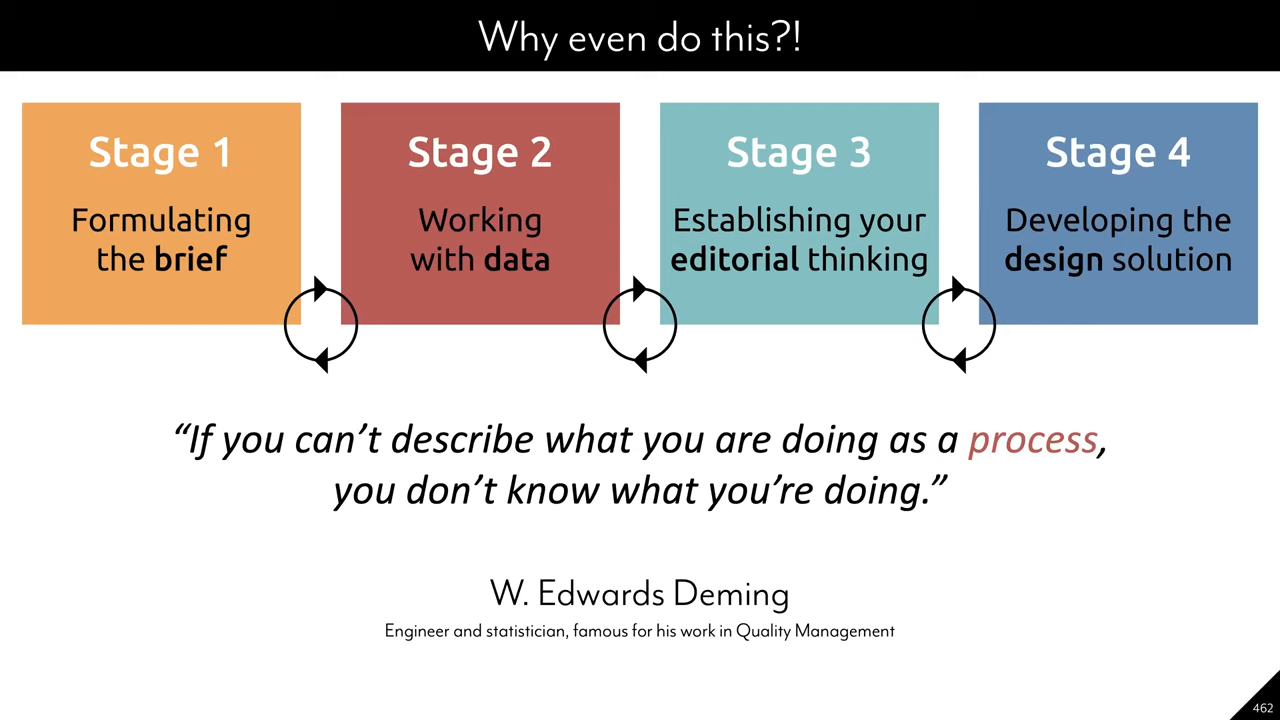 Why even do this?!
Stage 1
Formulating
the brief
Stage 2
Working
with data
Stage 3
Establishing your
editorial thinking
Stage 4
Developing the
design solution
“If you can’t describe what you are doing as a process,
you don’t know what you’re doing.”
W. Edwards Deming
Engineer and statistician, famous for his work in Quality Management
462